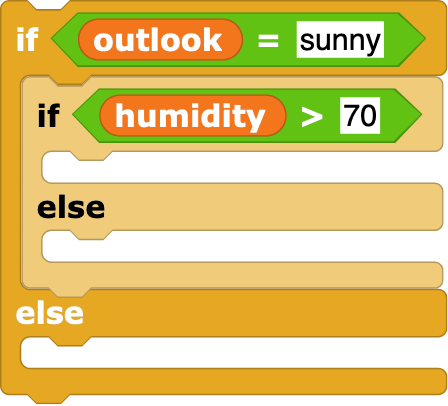 if outlook = sunny
if humidity > 70
else
else